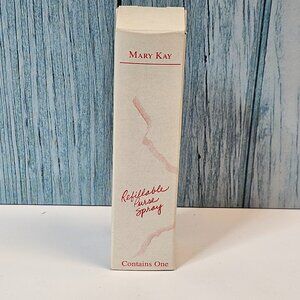 MARY KAY
Refillable
Purse
Spray
Contains One